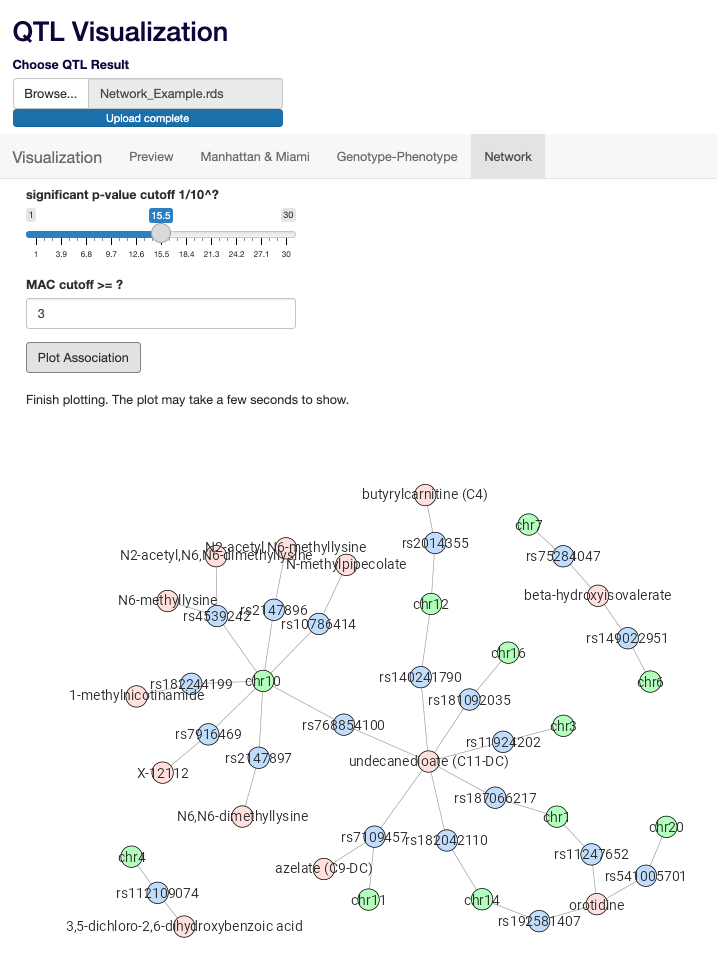 QTL Visualization
Choose QTL Result
Browse... Network_Example.rds
Upload complete
Visualization Preview Manhattan & Miami Genotype-Phenotype Network
significant p-value cutoff 1/10^?
1 15.5 30
1 3.9 6.8 9.7 12.6 15.5 18.4 21.3 24.2 27.1 30
MAC cutoff >= ?
3
Plot Association
Finish plotting. The plot may take a few seconds to show.
butyrylcarnitine (C4)
chr7
rs2014355
N2-acetyl,N6-methyllysine
N2-acetyl,N6,N6-dimethyllysine
rs75284047
N-methylpipecolate
beta-hydroxyisovalerate
N6-methyllysine
chr12
rs2147896
rs4539242
rs10786414
rs149022951
chr16
rs140241790
chr10
chr6
rs182244199
1-methylnicotinamide
rs181092035
rs768854100
chr3
rs7916469
rs11924202
rs2147897
undecanedioate (C11-DC)
X-12112
rs187066217
N6,N6-dimethyllysine
chr1
chr20
rs7109457
rs182042110
chr4
rs11247652
azelate (C9-DC)
rs541005701
rs112109074
chr11
chr14
orotidine
rs192581407
3,5-dichloro-2,6-dihydroxybenzoic acid